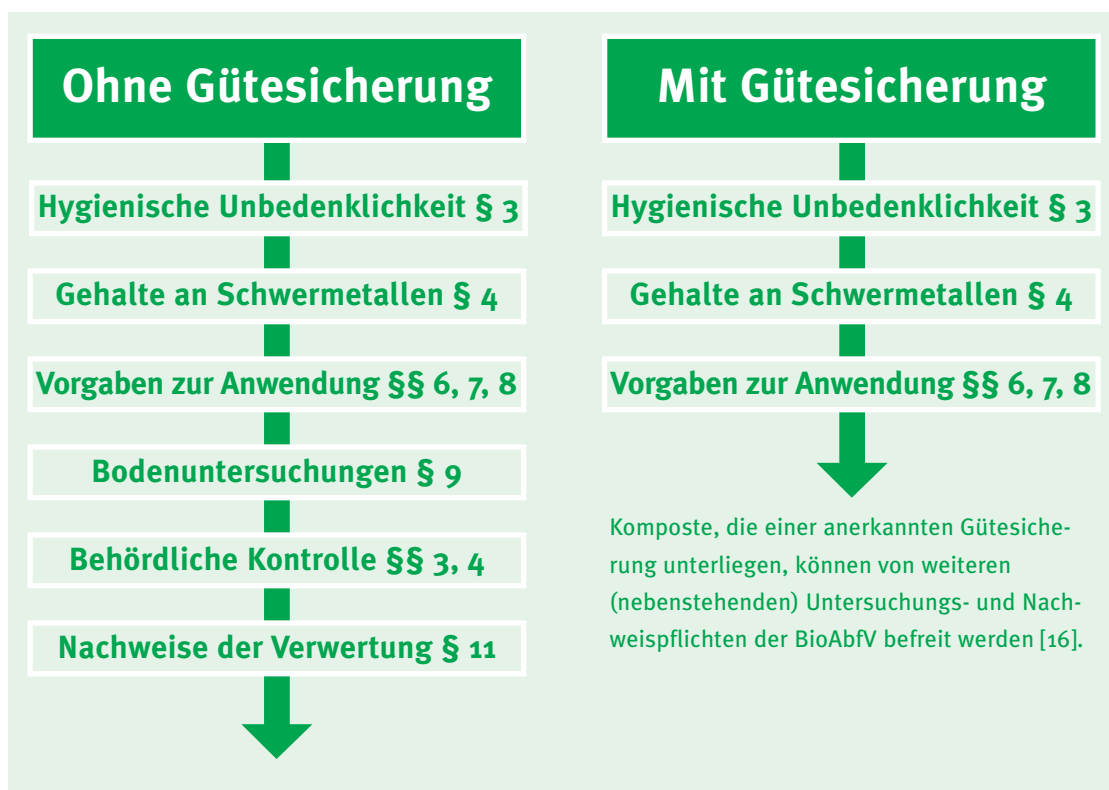 Ohne Gütesicherung
Hygienische Unbedenklichkeit § 3
Gehalte an Schwermetallen § 4
Vorgaben zur Anwendung §§ 6, 7, 8
Bodenuntersuchungen § 9
Behördliche Kontrolle §§ 3, 4
Nachweise der Verwertung § 11
Mit Gütesicherung
Hygienische Unbedenklichkeit § 3
Gehalte an Schwermetallen § 4
Vorgaben zur Anwendung §§ 6, 7, 8
Komposte, die einer anerkannten Gütesiche-
rung unterliegen, können von weiteren
(nebenstehenden) Untersuchungs- und Nach-
weispflichten der BioAbfV befreit werden [16].